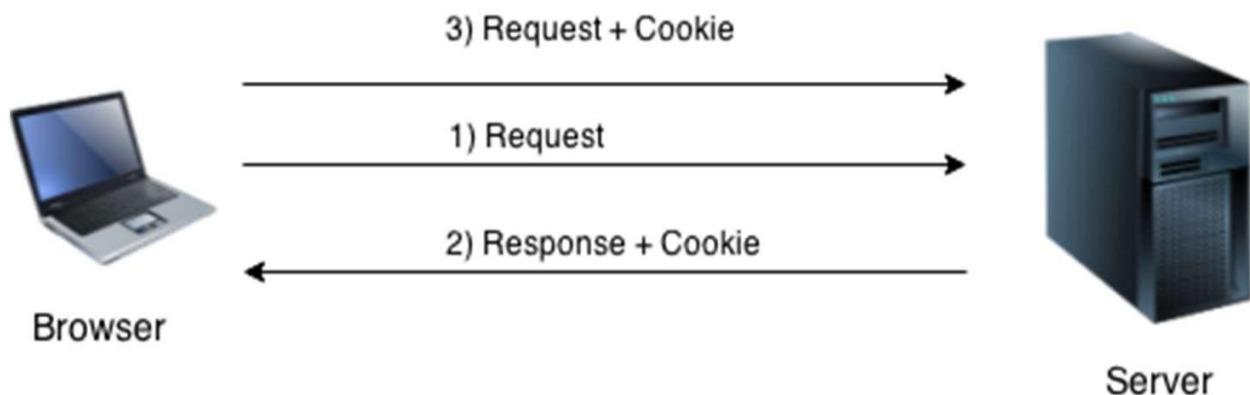 3) Request + Cookie
1) Request
2) Response + Cookie
Browser
Server